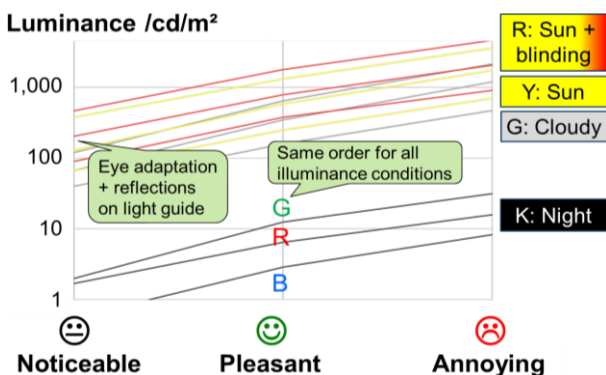 Luminance /cd/m²
1,000
100
10
1
Eye adaptation
+ reflections
on light guide
Same order for all
illuminance conditions
G
R
B
R: Sun +
blinding
Y: Sun
G: Cloudy
K: Night
Noticeable
Pleasant
Annoying